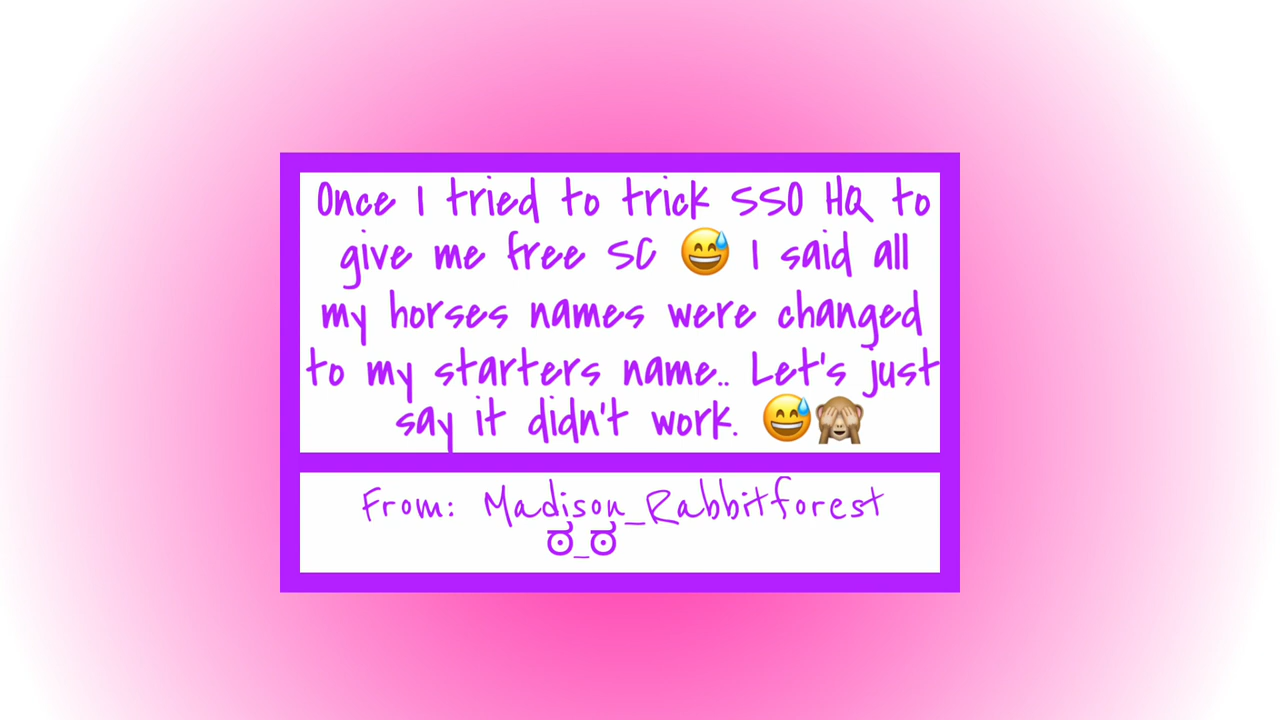 Once I tried to trick SSO HQ to
give me free SC 😅 I said all
my horses names were changed
to my starters name.. Let's just
say it didn't work. 😅🙈
From: Madison_Rabbitforest
ಠ_ಠ